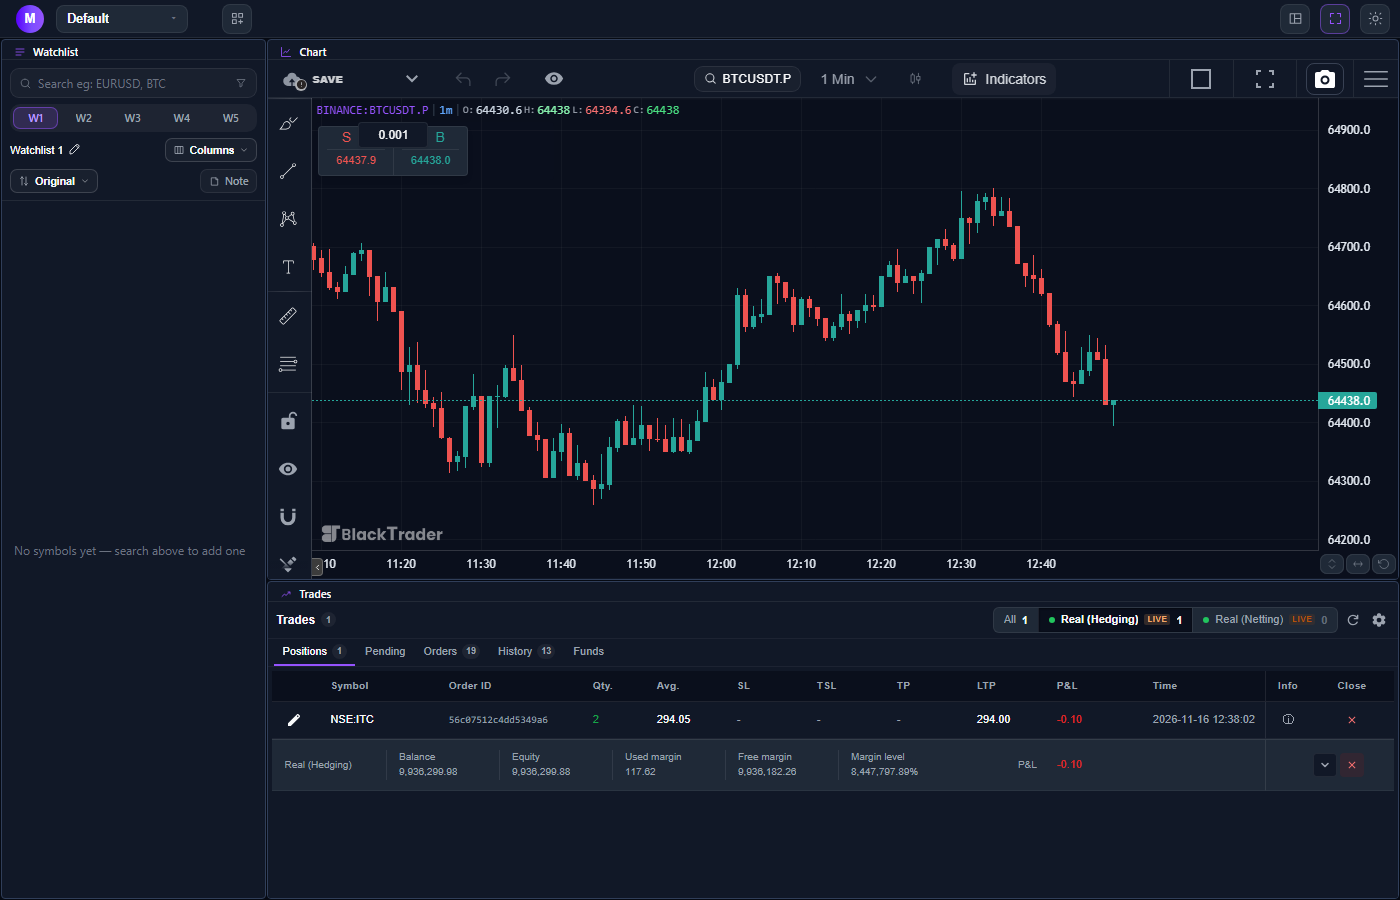 M
Default
Watchlist
Search eg: EURUSD, BTC
W1 W2 W3 W4 W5
Watchlist 1
Columns
Original
Note
No symbols yet — search above to add one
Chart
SAVE
BTCUSDT.P
1 Min
Indicators
BINANCE:BTCUSDT.P 1m O: 64430.6 H: 64438 L: 64394.6 C: 64438
S 0.001 B
64437.9 64438.0
64900.0
64800.0
64700.0
64600.0
64500.0
64438.0
64400.0
64300.0
64200.0
BlackTrader
:10 11:20 11:30 11:40 11:50 12:00 12:10 12:20 12:30 12:40
Trades
Trades 1
All 1 Real (Hedging) LIVE 1 Real (Netting) LIVE 0
Positions 1 Pending Orders 19 History 13 Funds
Symbol Order ID Qty. Avg. SL TSL TP LTP P&L Time Info Close
NSE:ITC 56c07512c4dd5349a6 2 294.05 - - - 294.00 -0.10 2026-11-16 12:38:02
Real (Hedging) Balance Equity Used margin Free margin Margin level P&L -0.10
9,936,299.98 9,936,299.88 117.62 9,936,182.26 8,447,797.89%